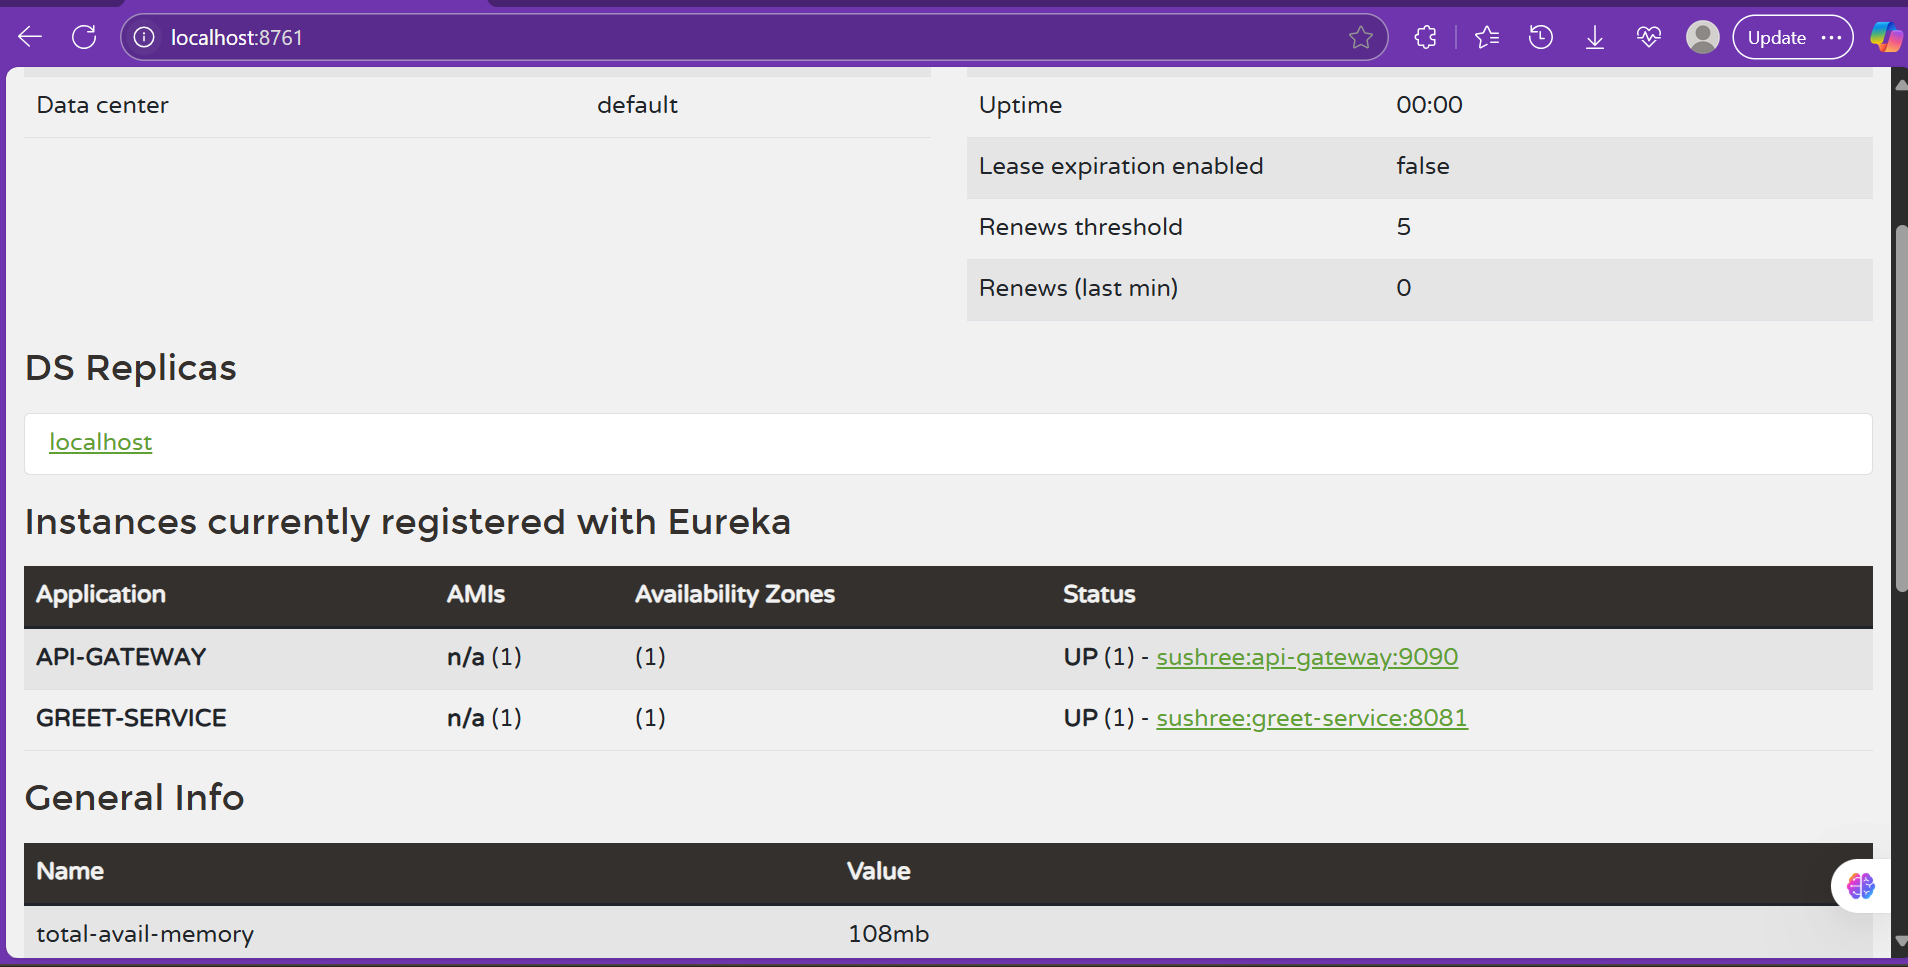 localhost:8761
Update
Data center default
Uptime 00:00
Lease expiration enabled false
Renews threshold 5
Renews (last min) 0
DS Replicas
localhost
Instances currently registered with Eureka
Application AMIs Availability Zones Status
API-GATEWAY n/a (1) (1) UP (1) - sushree:api-gateway:9090
GREET-SERVICE n/a (1) (1) UP (1) - sushree:greet-service:8081
General Info
Name Value
total-avail-memory 108mb